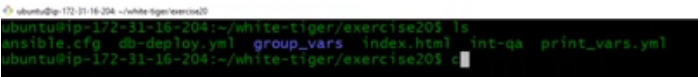 ubuntu@ip-172-31-16-204: ~/white-tiger/exercise20
ubuntu@ip-172-31-16-204:~/white-tiger/exercise20$ ls
ansible.cfg db-deploy.yml group_vars index.html int-qa print_vars.yml
ubuntu@ip-172-31-16-204:~/white-tiger/exercise20$ c